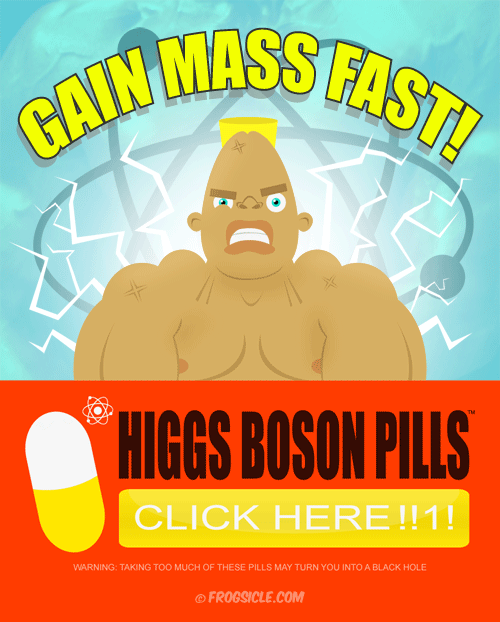 GAIN MASS FAST!
HIGGS BOSON PILLS™
CLICK HERE !!1!
WARNING: TAKING TOO MUCH OF THESE PILLS MAY TURN YOU INTO A BLACK HOLE
© FROGSICLE.COM